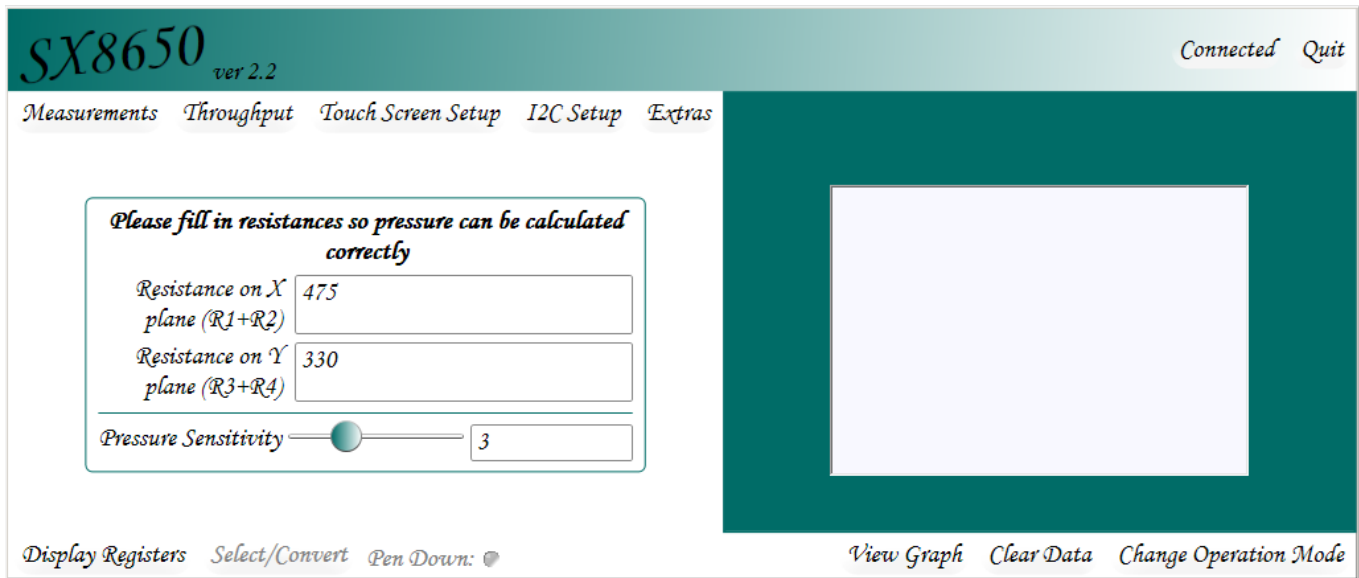 SX8650 ver 2.2
Connected Quit
Measurements Throughput Touch Screen Setup I2C Setup Extras
Please fill in resistances so pressure can be calculated
correctly
Resistance on X
plane (R1+R2)
475
Resistance on Y
plane (R3+R4)
330
Pressure Sensitivity 3
Display Registers Select/Convert Pen Down:
View Graph Clear Data Change Operation Mode